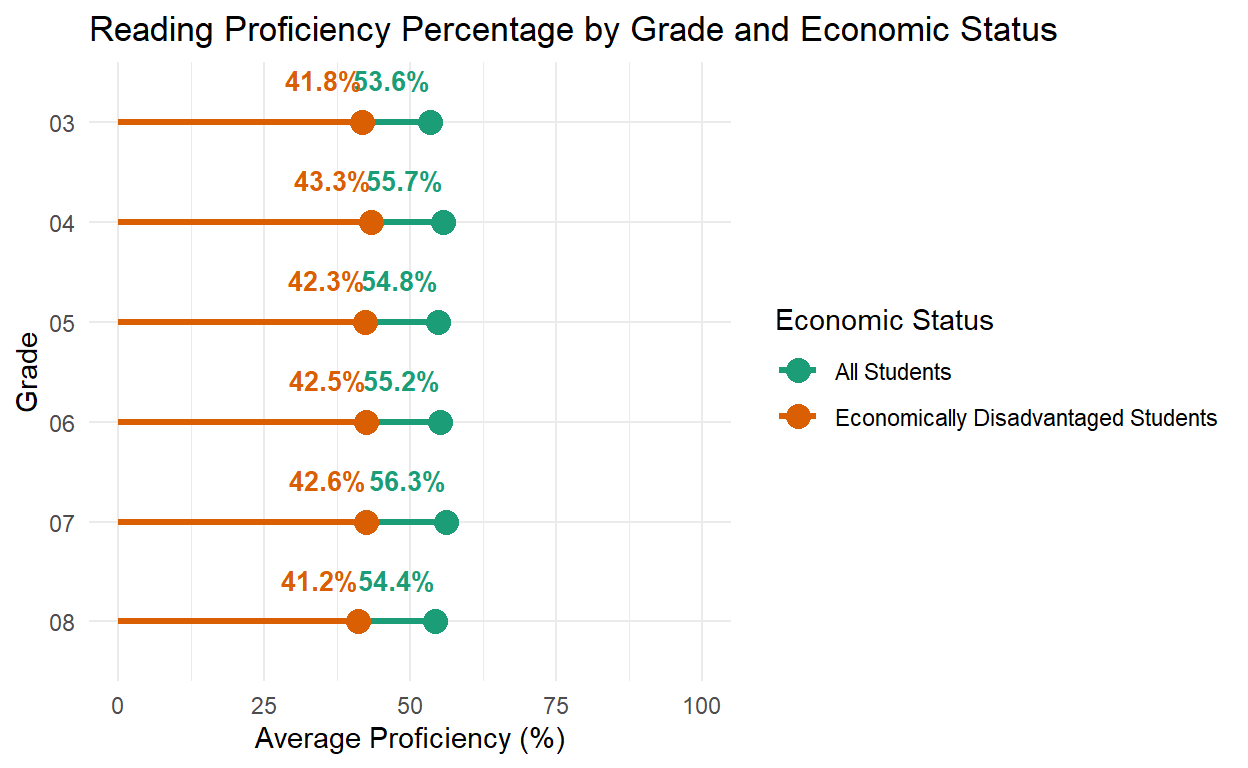 Reading Proficiency Percentage by Grade and Economic Status
41.8% 53.6%
03
43.3% 55.7%
04
42.3% 54.8%
05
42.5% 55.2%
06
42.6% 56.3%
07
41.2% 54.4%
08
Grade
0 25 50 75 100
Average Proficiency (%)
Economic Status
All Students
Economically Disadvantaged Students